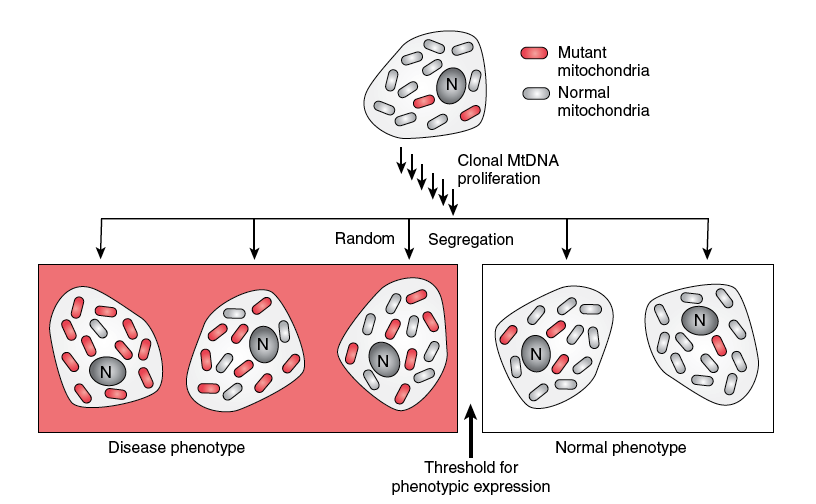 N
Mutant
mitochondria
Normal
mitochondria
Clonal MtDNA
proliferation
Random Segregation
N
N
N
N
N
Disease phenotype
Normal phenotype
Threshold for
phenotypic expression